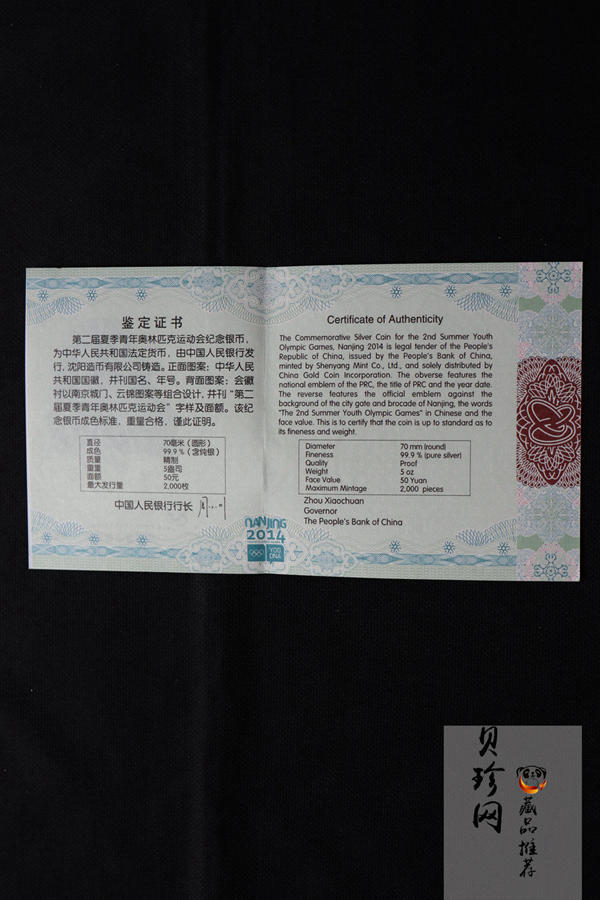 鉴定证书
第二届夏季青年奥林匹克运动会纪念银币，
为中华人民共和国法定货币，由中国人民银行发
行，沈阳造币有限公司铸造。正面图案：中华人民
共和国国徽，并刊国名、年号。背面图案：会徽
衬以南京城门、云锦图案等组合设计，并刊“第二
届夏季青年奥林匹克运动会”字样及面额。该纪
念银币成色标准，重量合格，谨此证明。
直径 70毫米（圆形）
成色 99.9％（含纯银）
质量 精制
重量 5盎司
面额 50元
最大发行量 2,000枚
中国人民银行行长
Certificate of Authenticity
The Commemorative Silver Coin for the 2nd Summer Youth
Olympic Games, Nanjing 2014 is legal tender of the People's
Republic of China, issued by the People's Bank of China,
minted by Shenyang Mint Co., Ltd., and solely distributed by
China Gold Coin Incorporation. The obverse features the
national emblem of the PRC, the title of PRC and the year date.
The reverse features the official emblem against the
background of the city gate and brocade of Nanjing, the words
"The 2nd Summer Youth Olympic Games" in Chinese and the
face value. This is to certify that the coin is up to standard as to
its fineness and weight.
Diameter 70 mm (round)
Fineness 99.9 % (pure silver)
Quality Proof
Weight 5 oz
Face Value 50 Yuan
Maximum Mintage 2,000 pieces
Zhou Xiaochuan
Governor
The People's Bank of China
NANJING
2014
YOG
DNA
贝珍网
藏品推荐